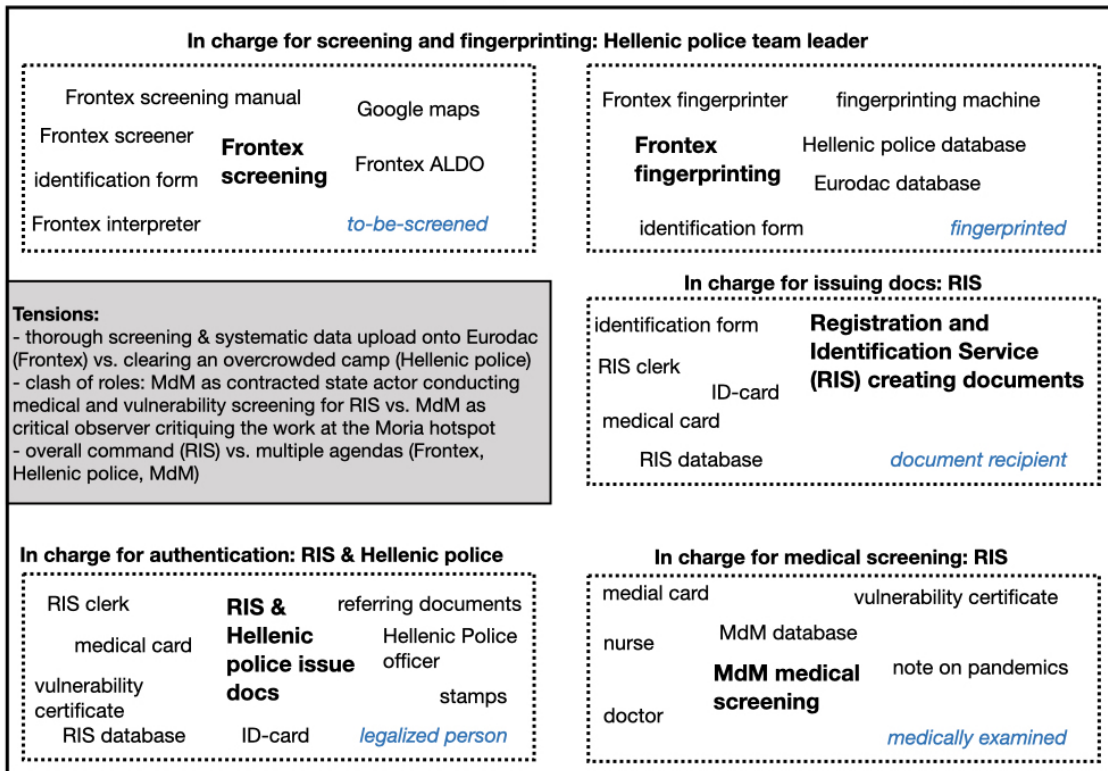 In charge for screening and fingerprinting: Hellenic police team leader
Frontex screening manual
Google maps
Frontex screener
Frontex
screening
Frontex ALDO
identification form
Frontex interpreter
to-be-screened
Frontex fingerprinter
fingerprinting machine
Frontex
fingerprinting
Hellenic police database
Eurodac database
identification form
fingerprinted
Tensions:
- thorough screening & systematic data upload onto Eurodac
(Frontex) vs. clearing an overcrowded camp (Hellenic police)
- clash of roles: MdM as contracted state actor conducting
medical and vulnerability screening for RIS vs. MdM as
critical observer critiquing the work at the Moria hotspot
- overall command (RIS) vs. multiple agendas (Frontex,
Hellenic police, MdM)
In charge for issuing docs: RIS
identification form
Registration and
Identification Service
(RIS) creating documents
RIS clerk
ID-card
medical card
RIS database
document recipient
In charge for authentication: RIS & Hellenic police
RIS clerk
RIS &
Hellenic
police issue
docs
referring documents
medical card
Hellenic Police
officer
vulnerability
certificate
stamps
RIS database
ID-card
legalized person
In charge for medical screening: RIS
medial card
vulnerability certificate
nurse
MdM database
MdM medical
screening
note on pandemics
doctor
medically examined